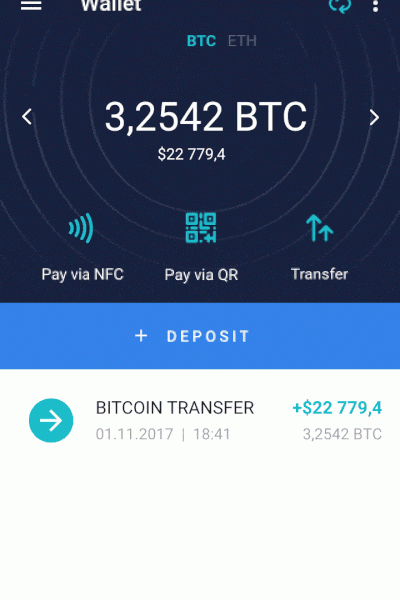 Wallet
BTC ETH
3,2542 BTC
$22 779,4
Pay via NFC Pay via QR Transfer
+ DEPOSIT
BITCOIN TRANSFER +$22 779,4
01.11.2017 | 18:41 3,2542 BTC